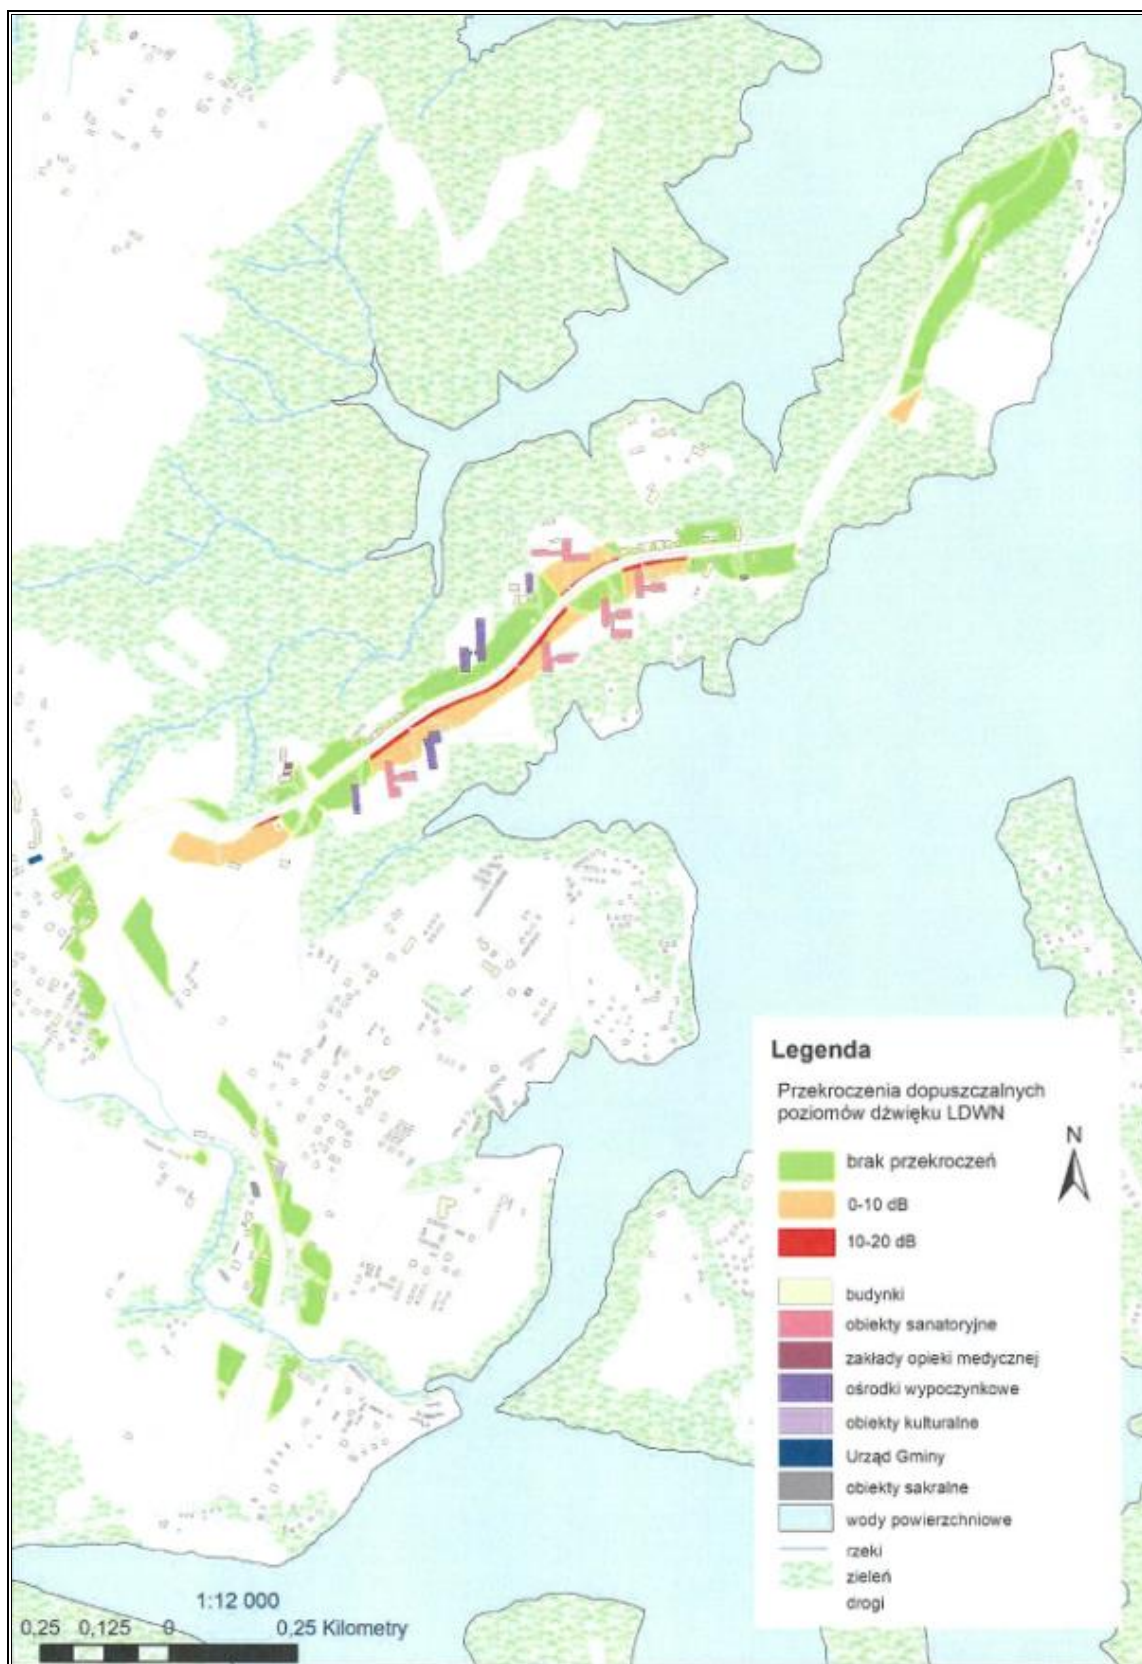 Legenda
Przekroczenia dopuszczalnych
poziomów dźwięku LDWN
N
brak przekroczeń
0-10 dB
10-20 dB
budynki
obiekty sanatoryjne
zakłady opieki medycznej
ośrodki wypoczynkowe
obiekty kulturalne
Urząd Gminy
obiekty sakralne
wody powierzchniowe
rzeki
zieleń
drogi
1:12 000
0,25 0,125 0 0,25 Kilometry